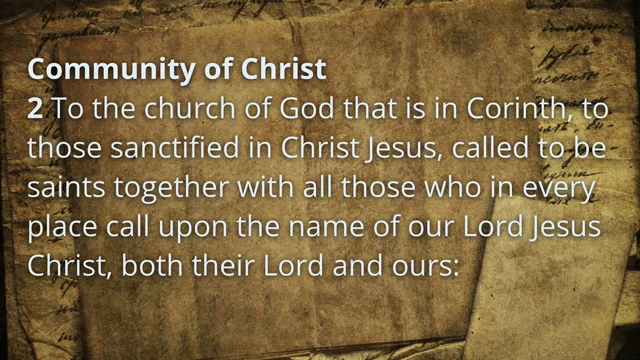 Community of Christ
2 To the church of God that is in Corinth, to
those sanctified in Christ Jesus, called to be
saints together with all those who in every
place call upon the name of our Lord Jesus
Christ, both their Lord and ours: